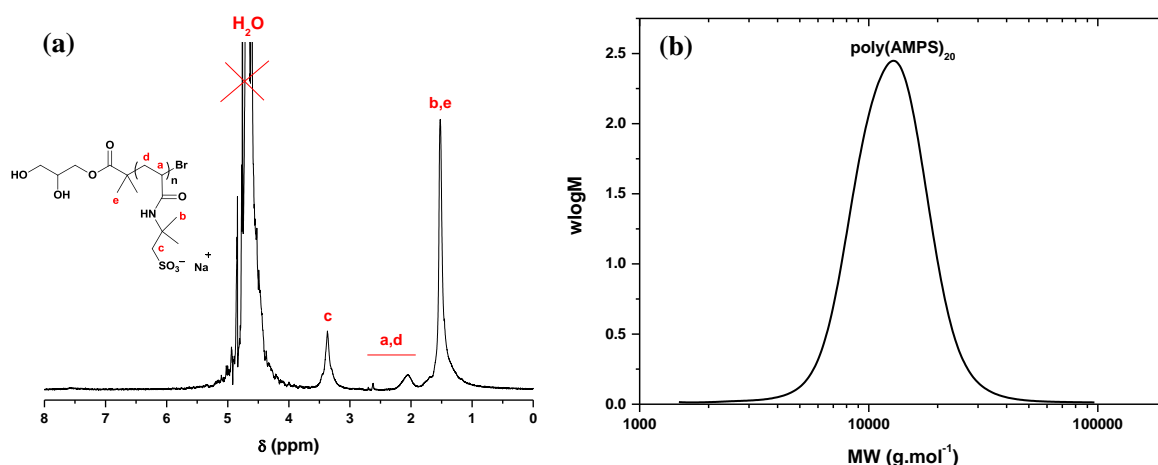 (a)
H₂O
b,e
c
a,d
HO
OH
O
O
d
a
n
Br
e
O
HN
b
c
SO₃⁻ Na⁺
8 7 6 5 4 3 2 1 0
δ (ppm)
(b)
poly(AMPS)₂₀
2.5
2.0
1.5
1.0
0.5
0.0
wlogM
1000 10000 100000
MW (g.mol⁻¹)